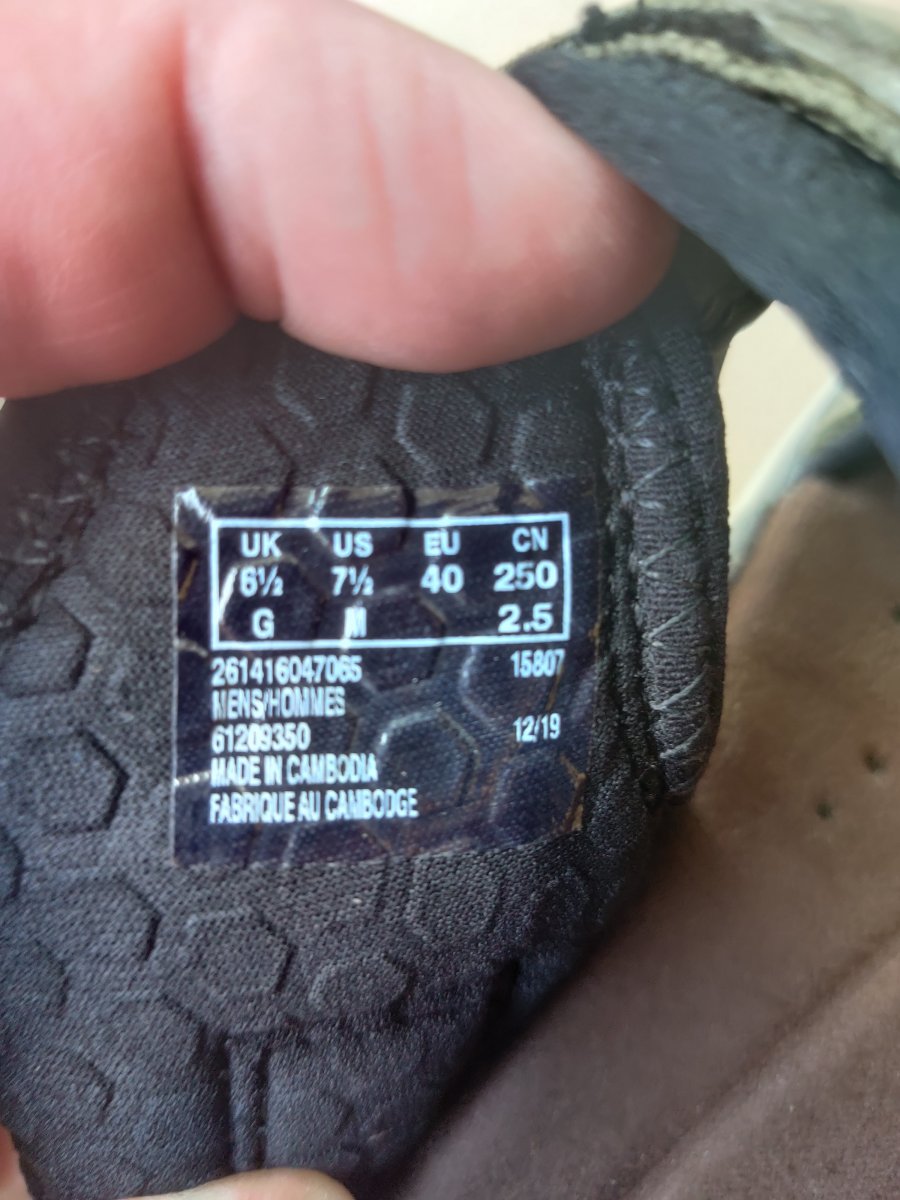 UK US EU CN
6½ 7½ 40 250
G M 2.5
261416047065 15807
MENS/HOMMES
61209350 12/19
MADE IN CAMBODIA
FABRIQUE AU CAMBODGE